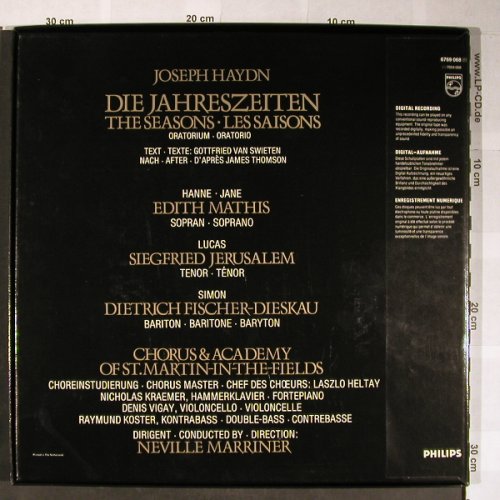 30 cm
20 cm
10 cm
JOSEPH HAYDN
DIE JAHRESZEITEN
THE SEASONS · LES SAISONS
ORATORIUM · ORATORIO
TEXT · TEXTE: GOTTFRIED VAN SWIETEN
NACH · AFTER · D'APRÈS JAMES THOMSON
HANNE · JANE
EDITH MATHIS
SOPRAN · SOPRANO
LUCAS
SIEGFRIED JERUSALEM
TENOR · TÉNOR
SIMON
DIETRICH FISCHER-DIESKAU
BARITON · BARITONE · BARYTON
CHORUS & ACADEMY
OF ST. MARTIN-IN-THE-FIELDS
CHOREINSTUDIERUNG · CHORUS MASTER · CHEF DES CHŒURS: LASZLO HELTAY
NICHOLAS KRAEMER, HAMMERKLAVIER · FORTEPIANO
DENIS VIGAY, VIOLONCELLO · VIOLONCELLE
RAYMUND KOSTER, KONTRABASS · DOUBLE-BASS · CONTREBASSE
DIRIGENT · CONDUCTED BY · DIRECTION:
NEVILLE MARRINER
6769 068
PHILIPS
DIGITAL RECORDING
DIGITAL-AUFNAHME
ENREGISTREMENT NUMERIQUE
PHILIPS
www.LP-CD.de
10 cm
20 cm
30 cm